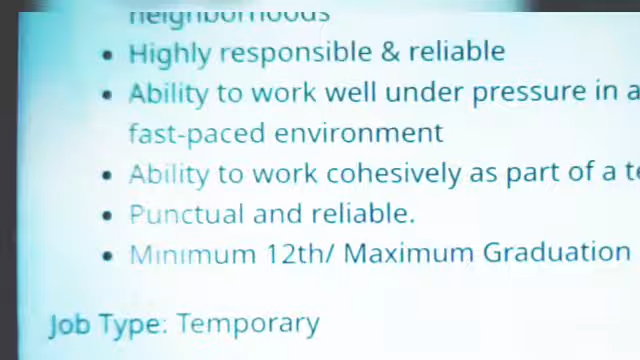 neighborhoods
Highly responsible & reliable
Ability to work well under pressure in a
fast-paced environment
Ability to work cohesively as part of a
Punctual and reliable.
Minimum 12th/ Maximum Graduation
Job Type: Temporary